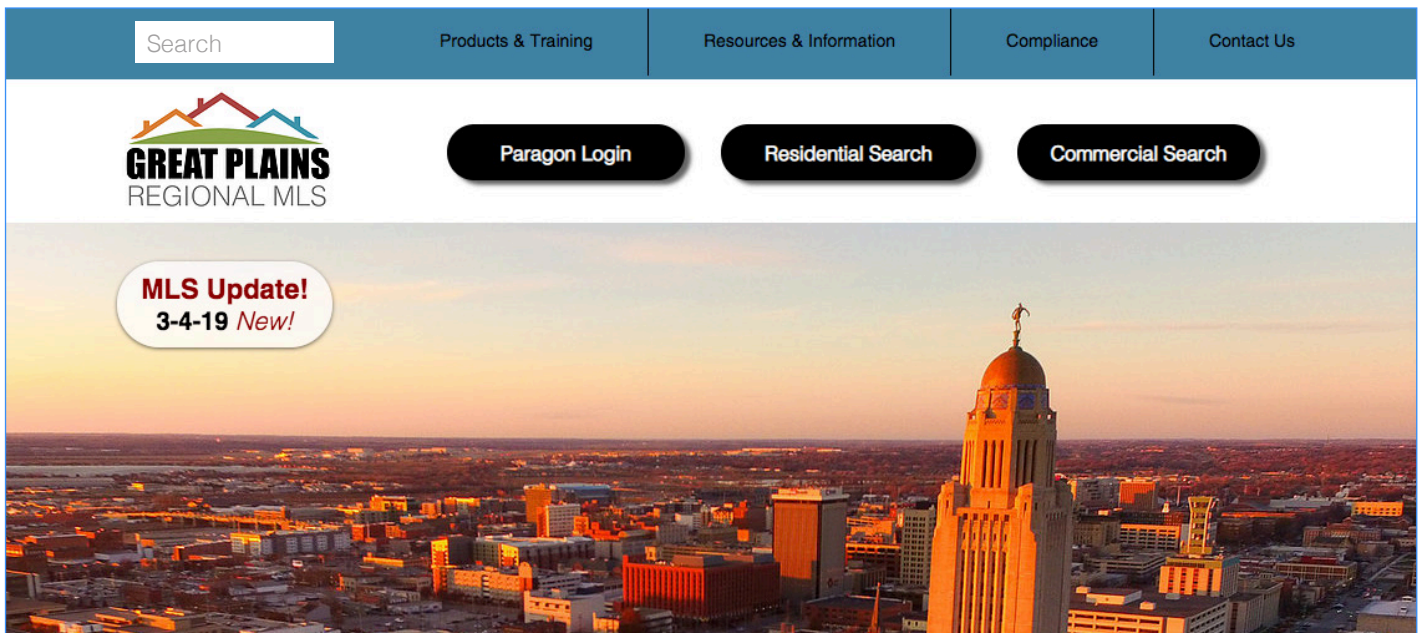 Search
Products & Training
Resources & Information
Compliance
Contact Us
GREAT PLAINS
REGIONAL MLS
Paragon Login
Residential Search
Commercial Search
MLS Update!
3-4-19 New!